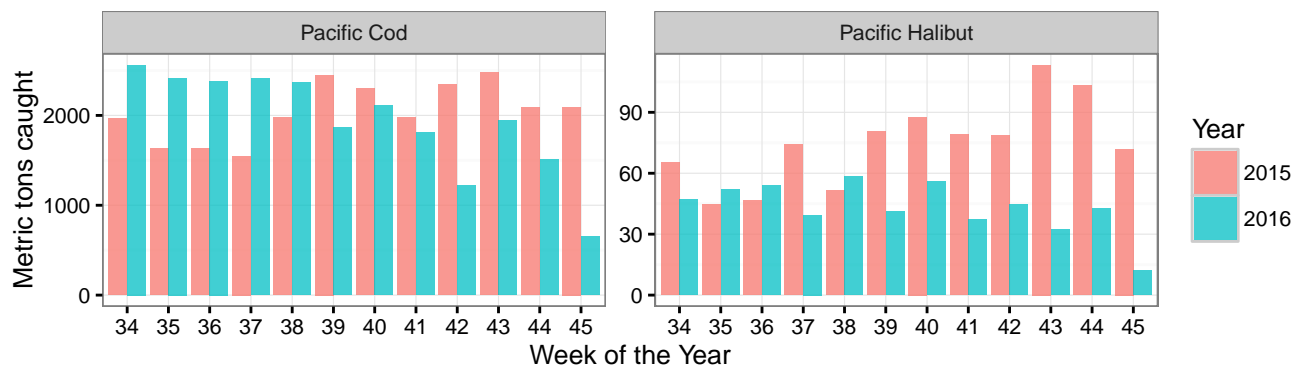 Pacific Cod
Pacific Halibut
Metric tons caught
2000
1000
0
90
60
30
0
34 35 36 37 38 39 40 41 42 43 44 45
34 35 36 37 38 39 40 41 42 43 44 45
Week of the Year
Year
2015
2016